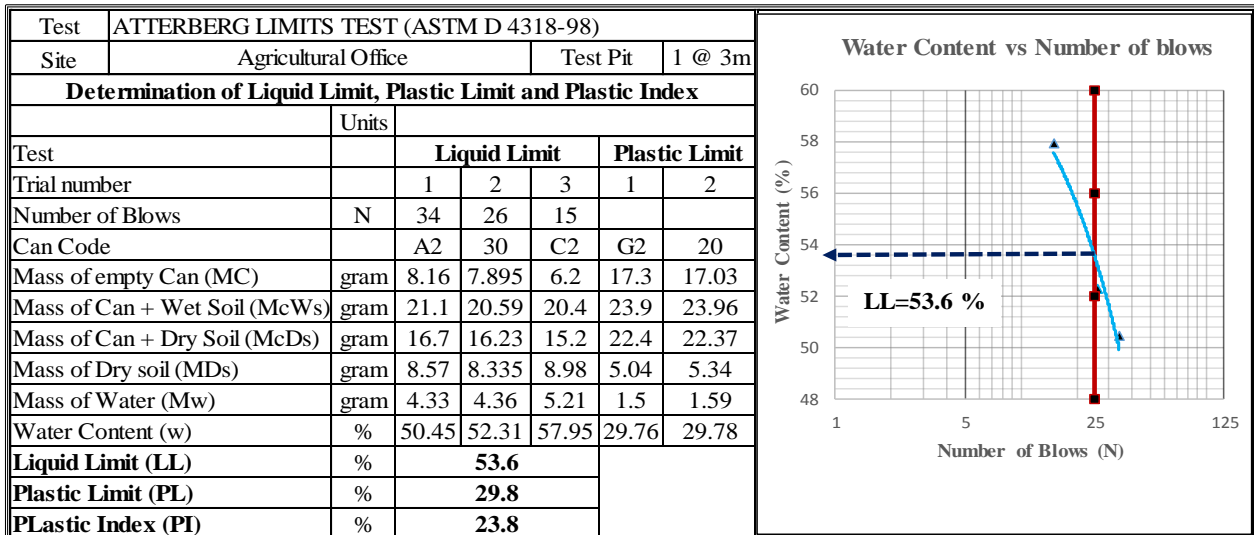 Test ATTERBERG LIMITS TEST (ASTM D 4318-98)
Site Agricultural Office Test Pit 1 @ 3m
Determination of Liquid Limit, Plastic Limit and Plastic Index
Units
Test Liquid Limit Plastic Limit
Trial number 1 2 3 1 2
Number of Blows N 34 26 15
Can Code A2 30 C2 G2 20
Mass of empty Can (MC) gram 8.16 7.895 6.2 17.3 17.03
Mass of Can + Wet Soil (McWs) gram 21.1 20.59 20.4 23.9 23.96
Mass of Can + Dry Soil (McDs) gram 16.7 16.23 15.2 22.4 22.37
Mass of Dry soil (MDs) gram 8.57 8.335 8.98 5.04 5.34
Mass of Water (Mw) gram 4.33 4.36 5.21 1.5 1.59
Water Content (w) % 50.45 52.31 57.95 29.76 29.78
Liquid Limit (LL) % 53.6
Plastic Limit (PL) % 29.8
PLastic Index (PI) % 23.8
Water Content vs Number of blows
Water Content (%)
60
58
56
54
52
50
48
LL=53.6 %
1 5 25 125
Number of Blows (N)